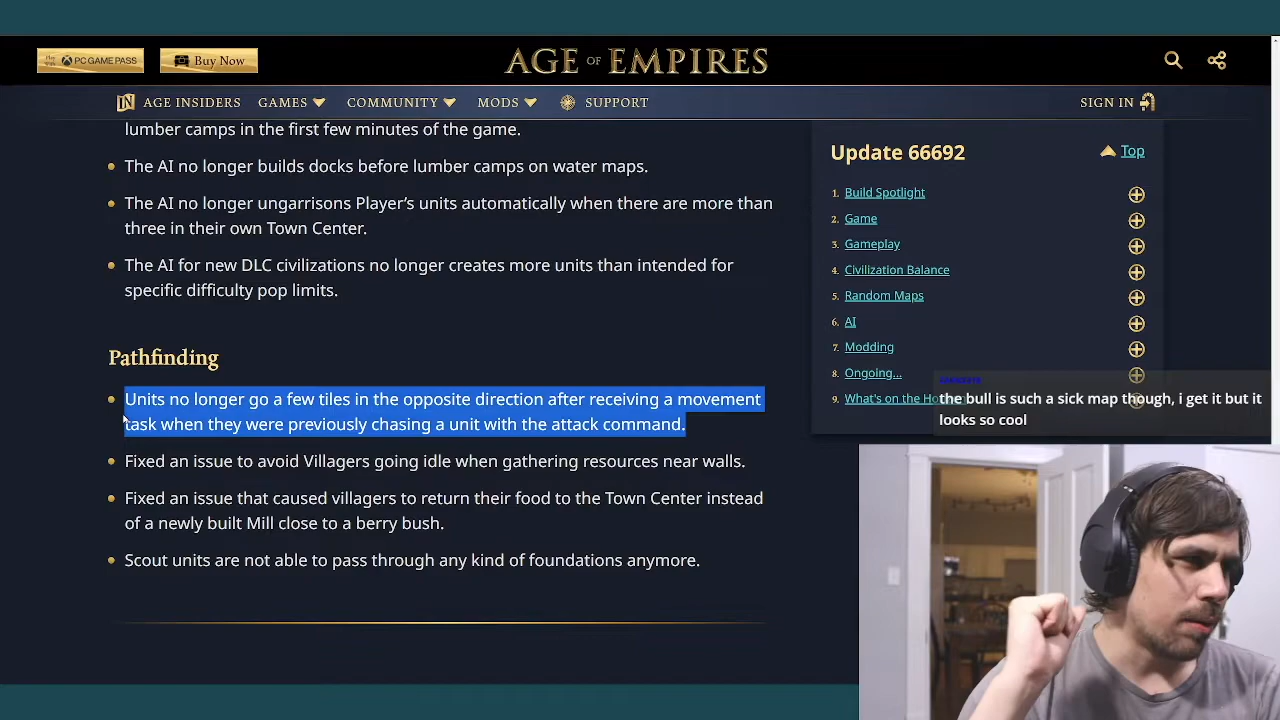 PC GAME PASS
Buy Now
AGE OF EMPIRES
AGE INSIDERS
GAMES
COMMUNITY
MODS
SUPPORT
SIGN IN
lumber camps in the first few minutes of the game.
The AI no longer builds docks before lumber camps on water maps.
The AI no longer ungarrisons Player's units automatically when there are more than
three in their own Town Center.
The AI for new DLC civilizations no longer creates more units than intended for
specific difficulty pop limits.
Pathfinding
Units no longer go a few tiles in the opposite direction after receiving a movement
task when they were previously chasing a unit with the attack command.
Fixed an issue to avoid Villagers going idle when gathering resources near walls.
Fixed an issue that caused villagers to return their food to the Town Center instead
of a newly built Mill close to a berry bush.
Scout units are not able to pass through any kind of foundations anymore.
Update 66692
Top
1. Build Spotlight
2. Game
3. Gameplay
4. Civilization Balance
5. Random Maps
6. AI
7. Modding
8. Ongoing...
9. What's on the Ho
the bull is such a sick map though, i get it but it
looks so cool